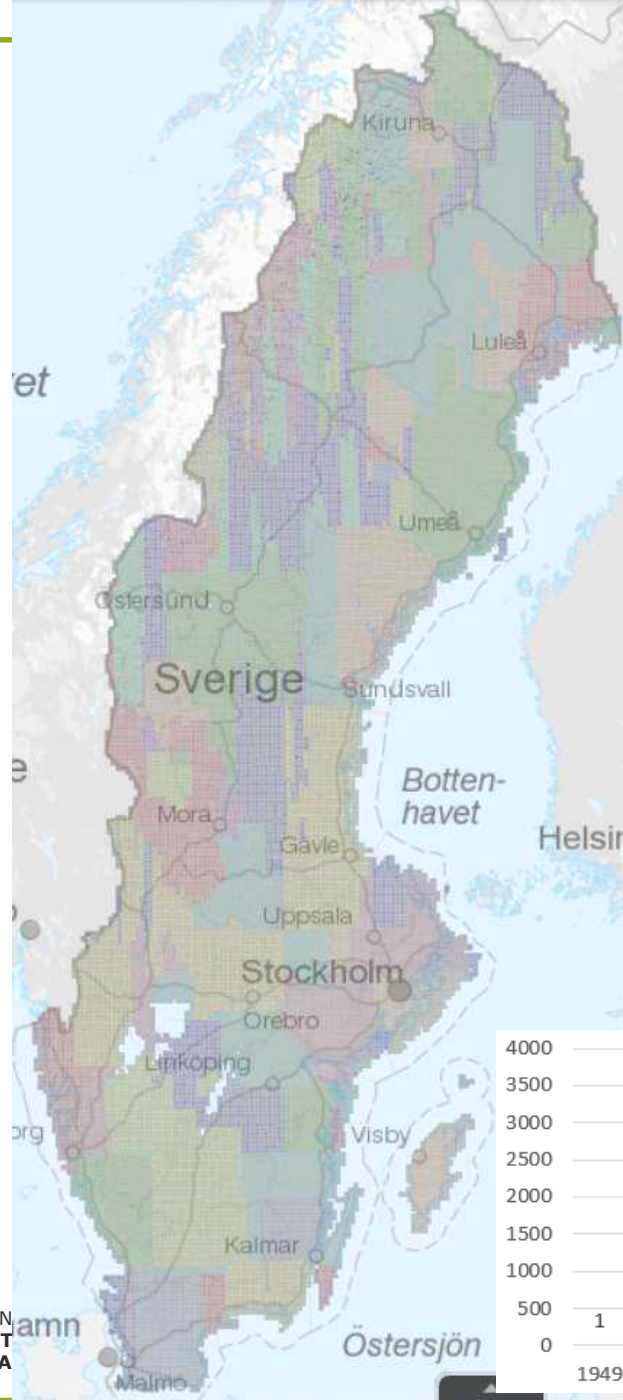 Kiruna
et
Luleå
Umeå
Östersund
Sverige
Sundsvall
e
Botten-
havet
Mora
Gävle
Helsin
Uppsala
Stockholm
Örebro
Linköping
org
Visby
Kalmar
amn
Östersjön
Malmö
N
T
A
4000
3500
3000
2500
2000
1500
1000
500
0
1
1949